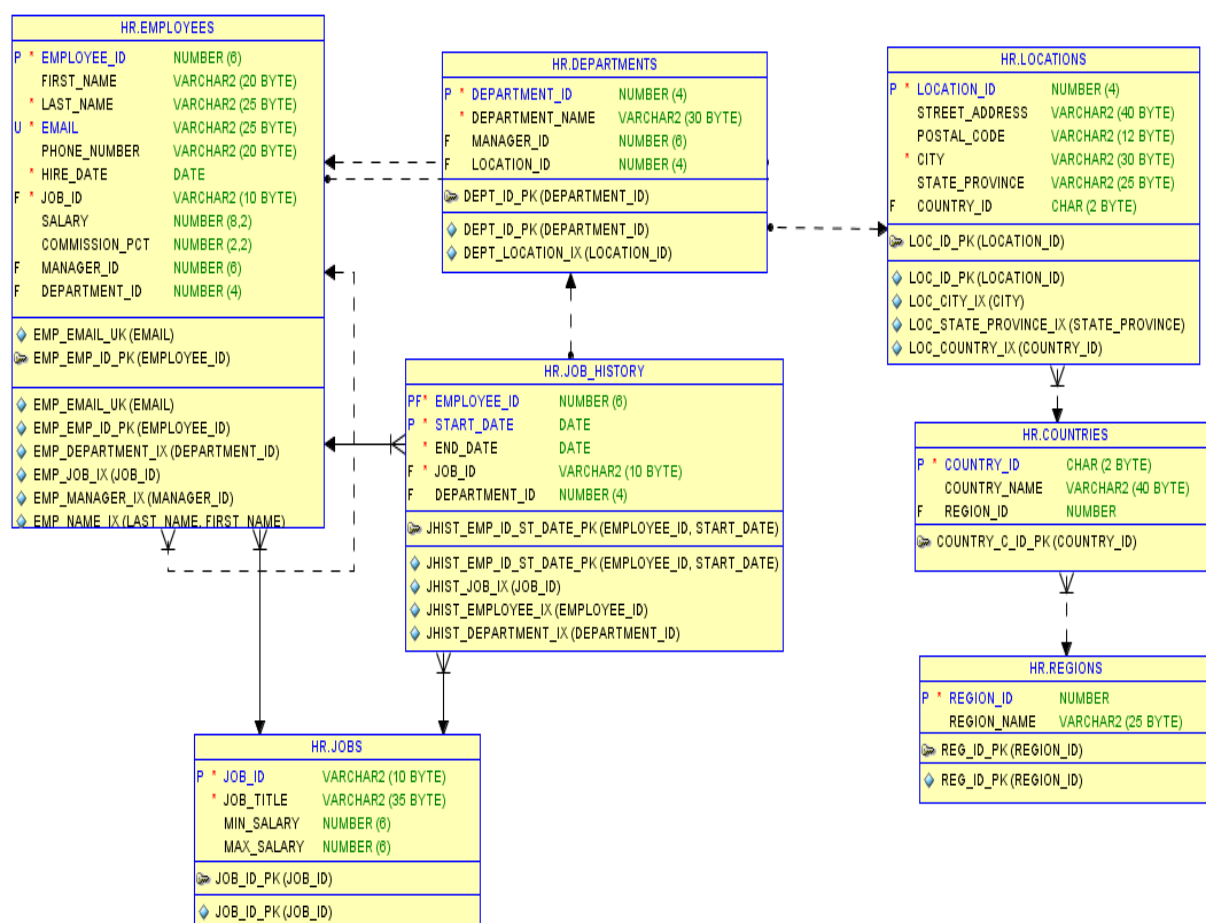 HR.EMPLOYEES
P * EMPLOYEE_ID NUMBER (6)
FIRST_NAME VARCHAR2 (20 BYTE)
* LAST_NAME VARCHAR2 (25 BYTE)
U * EMAIL VARCHAR2 (25 BYTE)
PHONE_NUMBER VARCHAR2 (20 BYTE)
* HIRE_DATE DATE
F * JOB_ID VARCHAR2 (10 BYTE)
SALARY NUMBER (8,2)
COMMISSION_PCT NUMBER (2,2)
F MANAGER_ID NUMBER (6)
F DEPARTMENT_ID NUMBER (4)
EMP_EMAIL_UK (EMAIL)
EMP_EMP_ID_PK (EMPLOYEE_ID)
EMP_EMAIL_UK (EMAIL)
EMP_EMP_ID_PK (EMPLOYEE_ID)
EMP_DEPARTMENT_IX (DEPARTMENT_ID)
EMP_JOB_IX (JOB_ID)
EMP_MANAGER_IX (MANAGER_ID)
EMP_NAME_IX (LAST_NAME, FIRST_NAME)
HR.DEPARTMENTS
P * DEPARTMENT_ID NUMBER (4)
* DEPARTMENT_NAME VARCHAR2 (30 BYTE)
F MANAGER_ID NUMBER (6)
F LOCATION_ID NUMBER (4)
DEPT_ID_PK (DEPARTMENT_ID)
DEPT_ID_PK (DEPARTMENT_ID)
DEPT_LOCATION_IX (LOCATION_ID)
HR.LOCATIONS
P * LOCATION_ID NUMBER (4)
STREET_ADDRESS VARCHAR2 (40 BYTE)
POSTAL_CODE VARCHAR2 (12 BYTE)
* CITY VARCHAR2 (30 BYTE)
STATE_PROVINCE VARCHAR2 (25 BYTE)
F COUNTRY_ID CHAR (2 BYTE)
LOC_ID_PK (LOCATION_ID)
LOC_ID_PK (LOCATION_ID)
LOC_CITY_IX (CITY)
LOC_STATE_PROVINCE_IX (STATE_PROVINCE)
LOC_COUNTRY_IX (COUNTRY_ID)
HR.JOB_HISTORY
PF* EMPLOYEE_ID NUMBER (6)
P * START_DATE DATE
* END_DATE DATE
F * JOB_ID VARCHAR2 (10 BYTE)
F DEPARTMENT_ID NUMBER (4)
JHIST_EMP_ID_ST_DATE_PK (EMPLOYEE_ID, START_DATE)
JHIST_EMP_ID_ST_DATE_PK (EMPLOYEE_ID, START_DATE)
JHIST_JOB_IX (JOB_ID)
JHIST_EMPLOYEE_IX (EMPLOYEE_ID)
JHIST_DEPARTMENT_IX (DEPARTMENT_ID)
HR.COUNTRIES
P * COUNTRY_ID CHAR (2 BYTE)
COUNTRY_NAME VARCHAR2 (40 BYTE)
F REGION_ID NUMBER
COUNTRY_C_ID_PK (COUNTRY_ID)
HR.REGIONS
P * REGION_ID NUMBER
REGION_NAME VARCHAR2 (25 BYTE)
REG_ID_PK (REGION_ID)
REG_ID_PK (REGION_ID)
HR.JOBS
P * JOB_ID VARCHAR2 (10 BYTE)
* JOB_TITLE VARCHAR2 (35 BYTE)
MIN_SALARY NUMBER (6)
MAX_SALARY NUMBER (6)
JOB_ID_PK (JOB_ID)
JOB_ID_PK (JOB_ID)